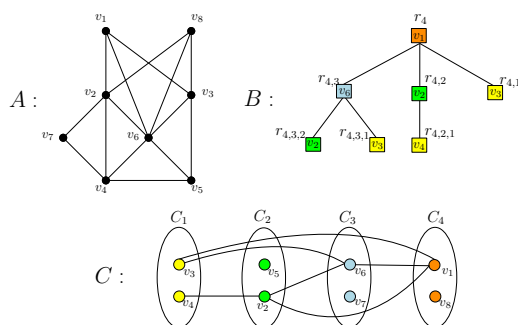 v1 v8 r4
v1
A : v2 v3 B : r4,3 v6 r4,2 v2 r4,1 v3
v7 v6 r4,3,2 v2 r4,3,1 v3 r4,2,1 v4
v4 v5
C1 C2 C3 C4
C : v3 v5 v6 v1
v4 v2 v7 v8